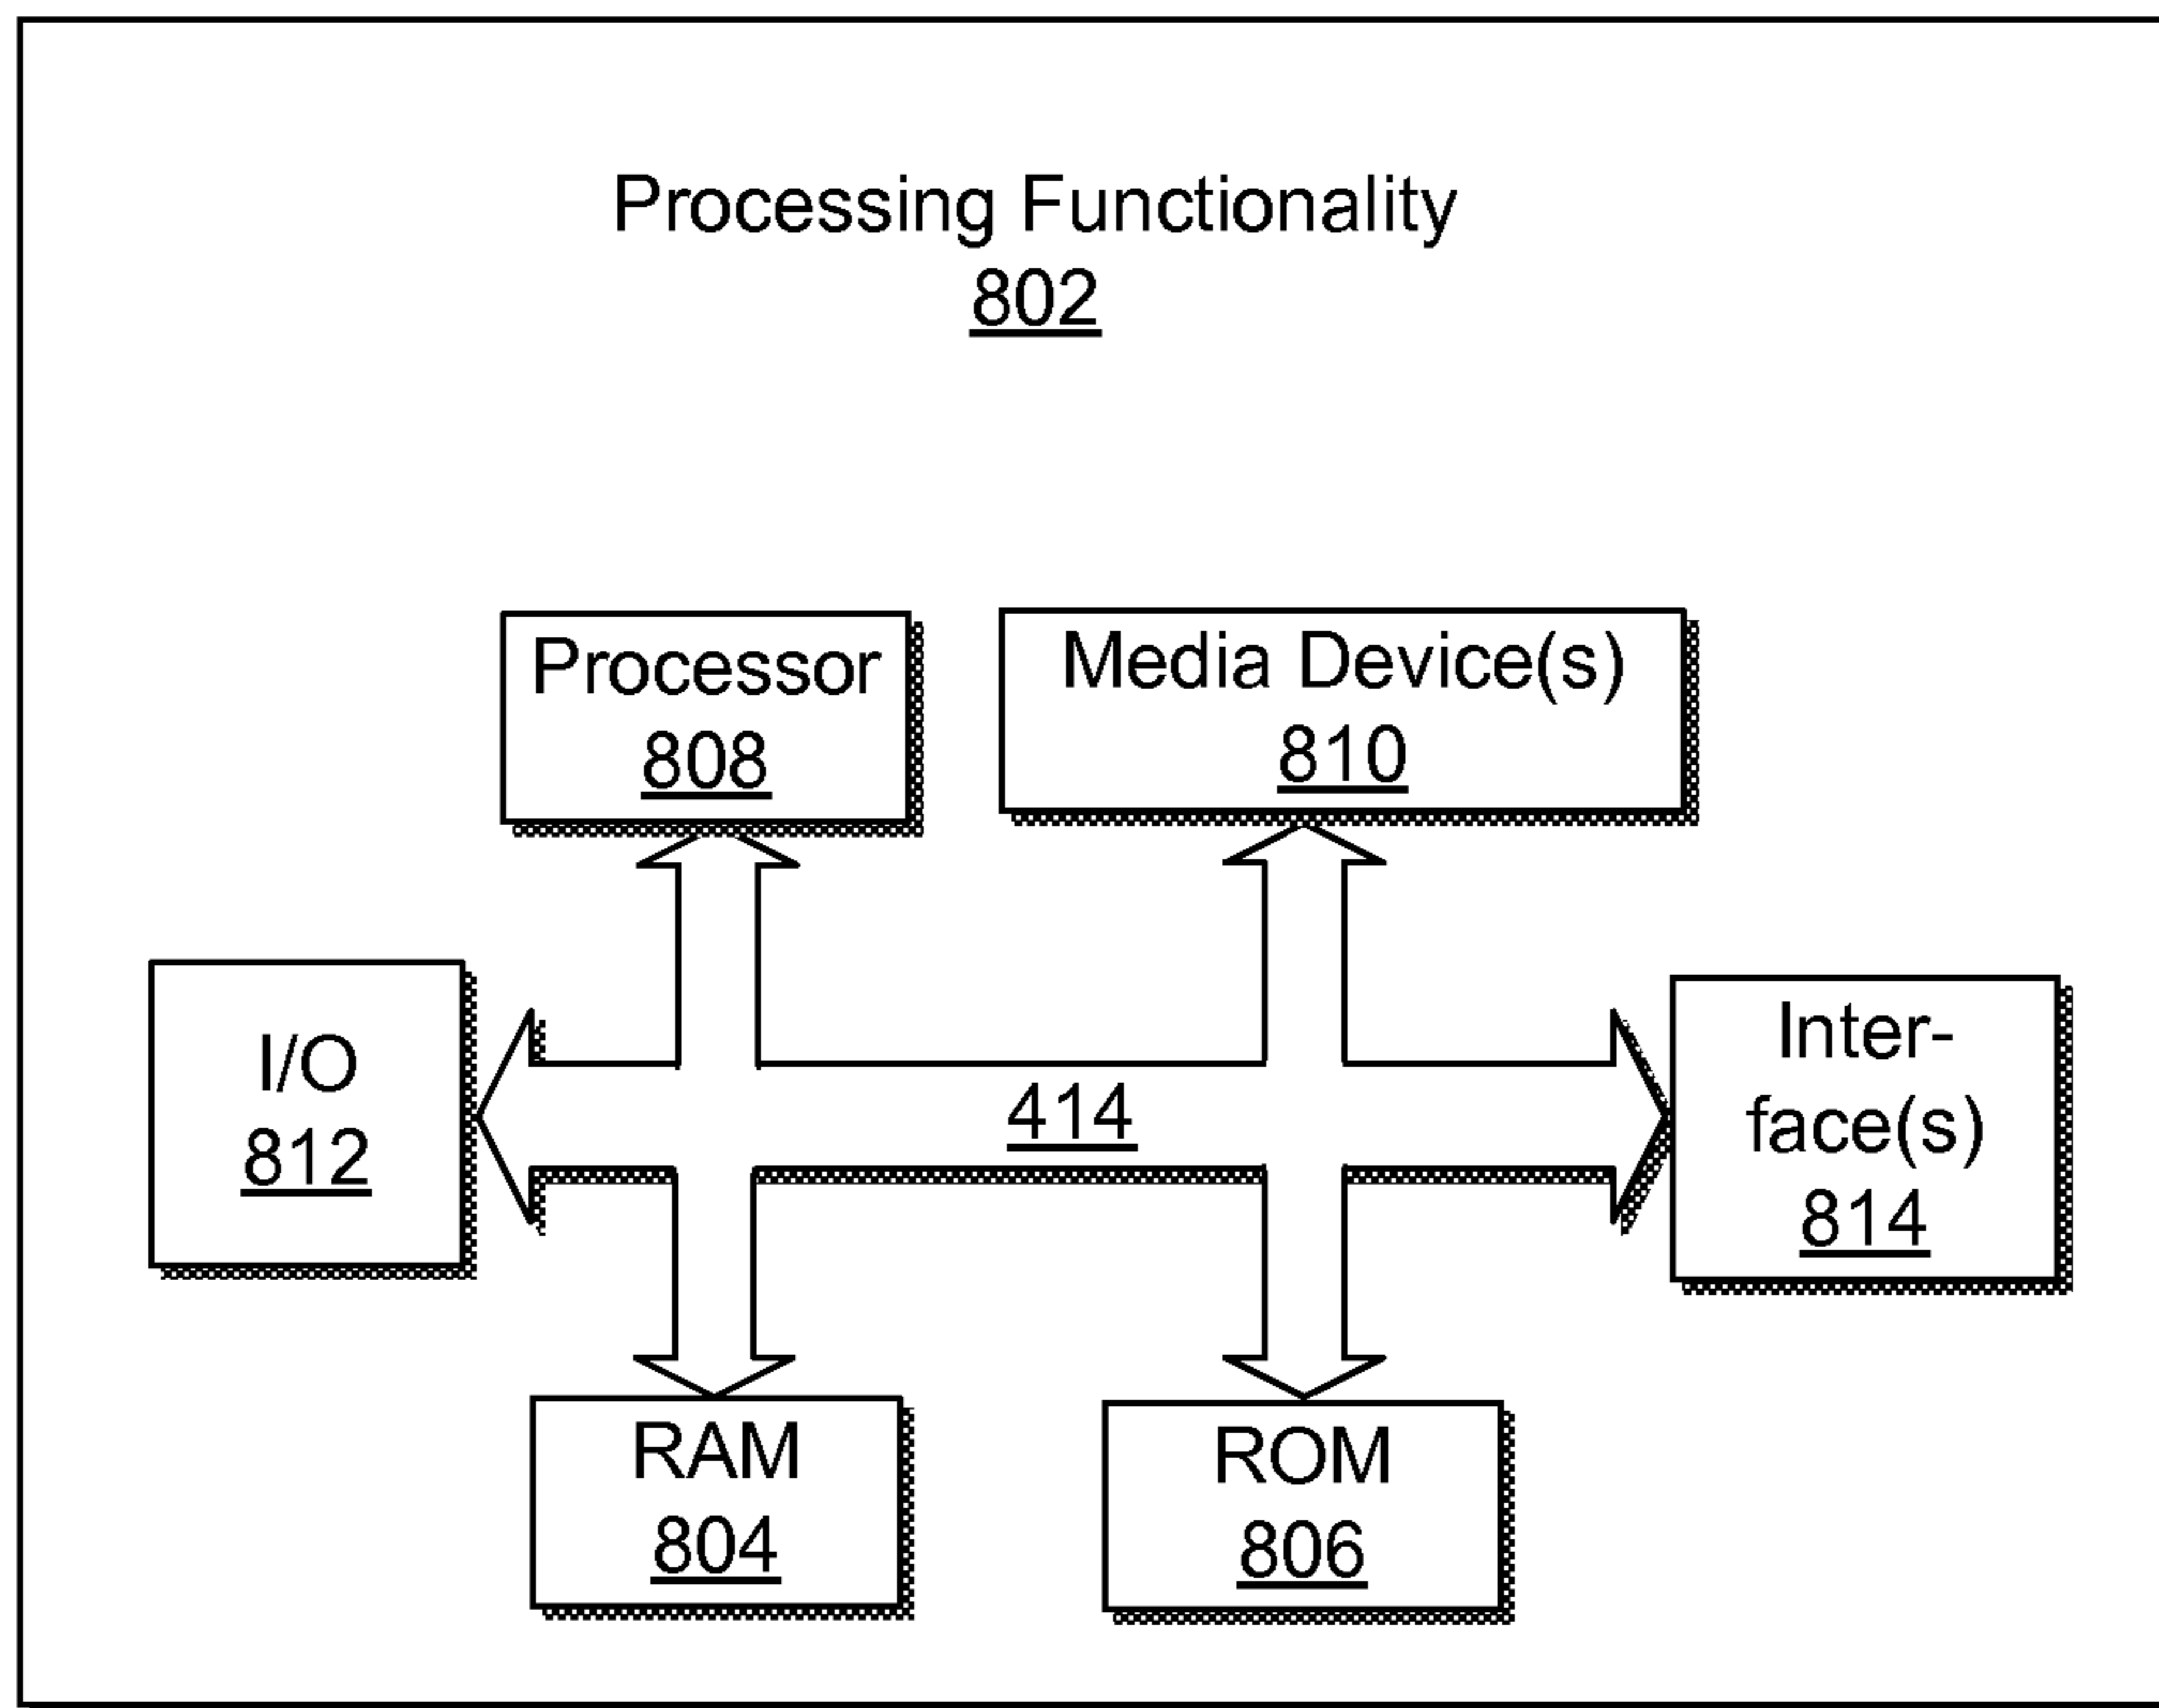 Processing Functionality
802
Processor
808
Media Device(s)
810
I/O
812
414
Inter-
face(s)
814
RAM
804
ROM
806